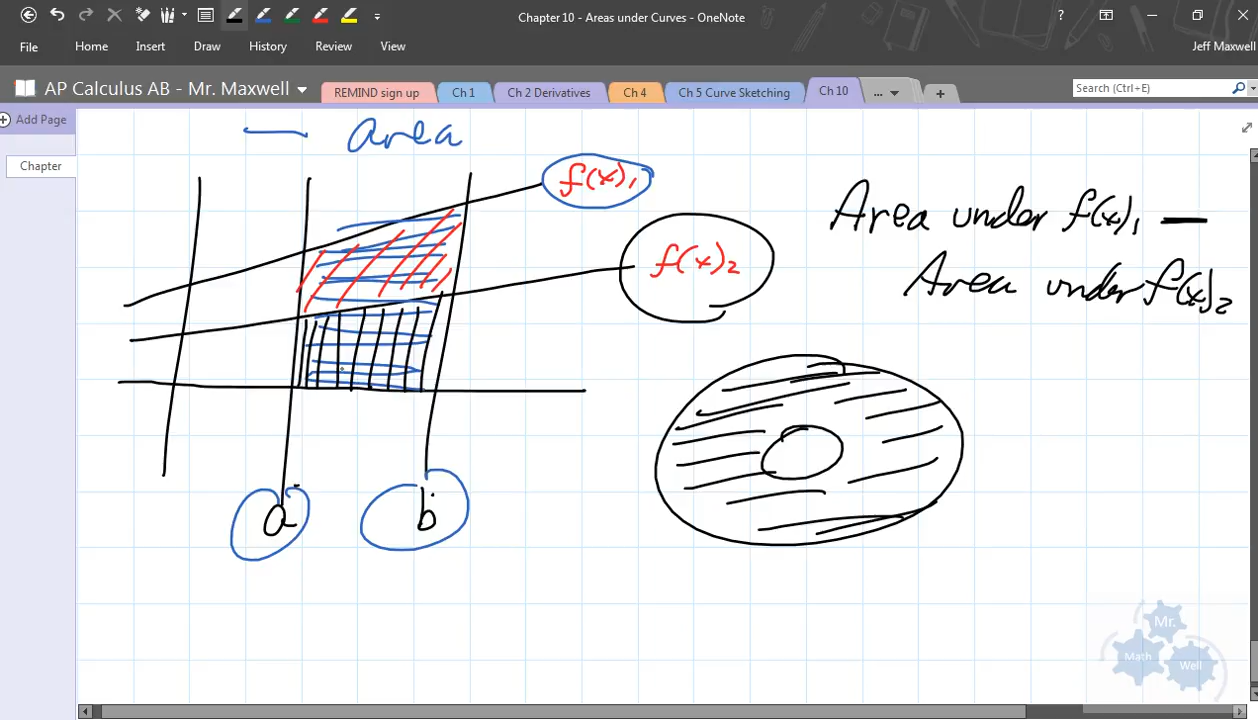 Chapter 10 - Areas under Curves - OneNote
?
File
Home
Insert
Draw
History
Review
View
Jeff Maxwell
AP Calculus AB - Mr. Maxwell
REMIND sign up
Ch 1
Ch 2 Derivatives
Ch 4
Ch 5 Curve Sketching
Ch 10
...
+
Search (Ctrl+E)
Add Page
Chapter
— area
f(x)₁
f(x)₂
Area under f(x)₁ —
Area under f(x)₂
a
b
Mr.
Math
Well